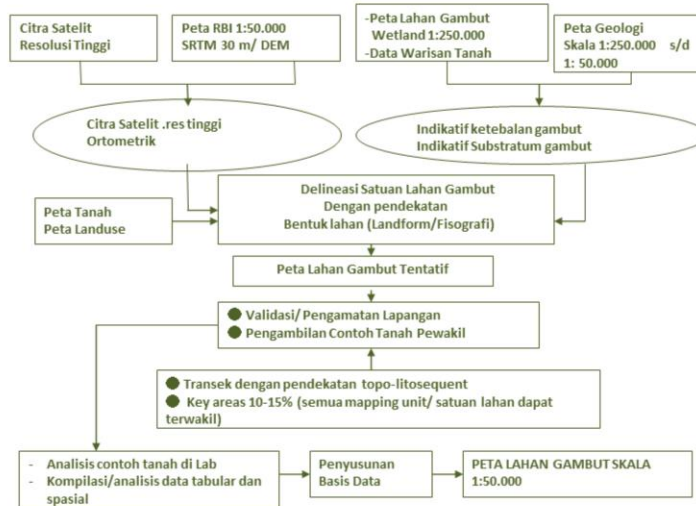 Citra Satelit
Resolusi Tinggi
Peta RBI 1:50.000
SRTM 30 m/ DEM
-Peta Lahan Gambut
Wetland 1:250.000
-Data Warisan Tanah
Peta Geologi
Skala 1:250.000 s/d
1: 50.000
Citra Satelit .res tinggi
Ortometrik
Indikatif ketebalan gambut
Indikatif Substratum gambut
Peta Tanah
Peta Landuse
Delineasi Satuan Lahan Gambut
Dengan pendekatan
Bentuk lahan (Landform/Fisografi)
Peta Lahan Gambut Tentatif
● Validasi/ Pengamatan Lapangan
● Pengambilan Contoh Tanah Pewakil
● Transek dengan pendekatan topo-litosequent
● Key areas 10-15% (semua mapping unit/ satuan lahan dapat
terwakil)
- Analisis contoh tanah di Lab
- Kompilasi/analisis data tabular dan
spasial
Penyusunan
Basis Data
PETA LAHAN GAMBUT SKALA
1:50.000